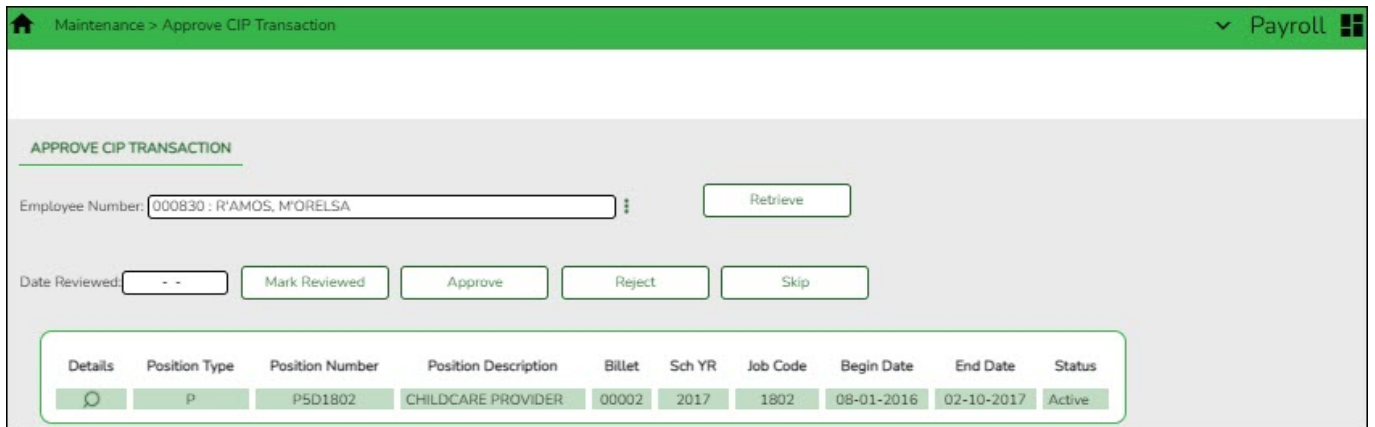 Maintenance > Approve CIP Transaction Payroll
APPROVE CIP TRANSACTION
Employee Number: 000830 : R'AMOS, M'ORELSA Retrieve
Date Reviewed: - - Mark Reviewed Approve Reject Skip
Details Position Type Position Number Position Description Billet Sch YR Job Code Begin Date End Date Status
P P5D1802 CHILDCARE PROVIDER 00002 2017 1802 08-01-2016 02-10-2017 Active